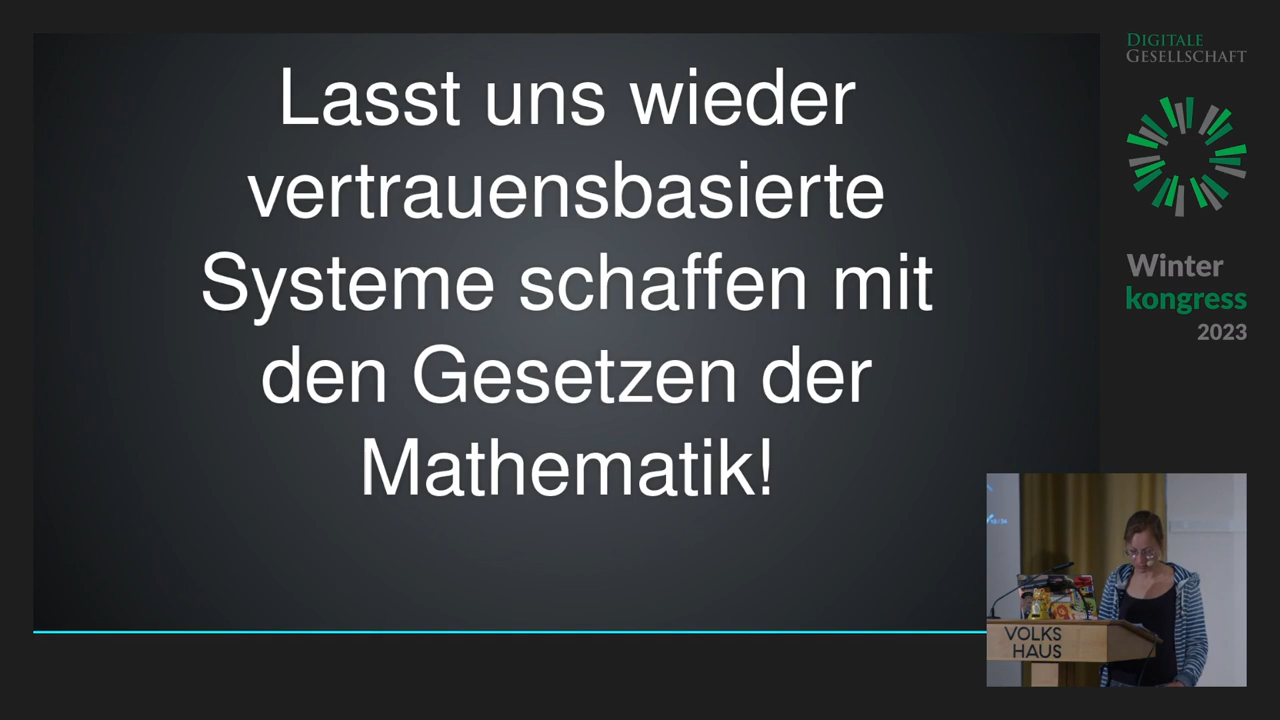 Lasst uns wieder
vertrauensbasierte
Systeme schaffen mit
den Gesetzen der
Mathematik!
DIGITALE
GESELLSCHAFT
Winter
kongress
2023
VOLKS
HAUS